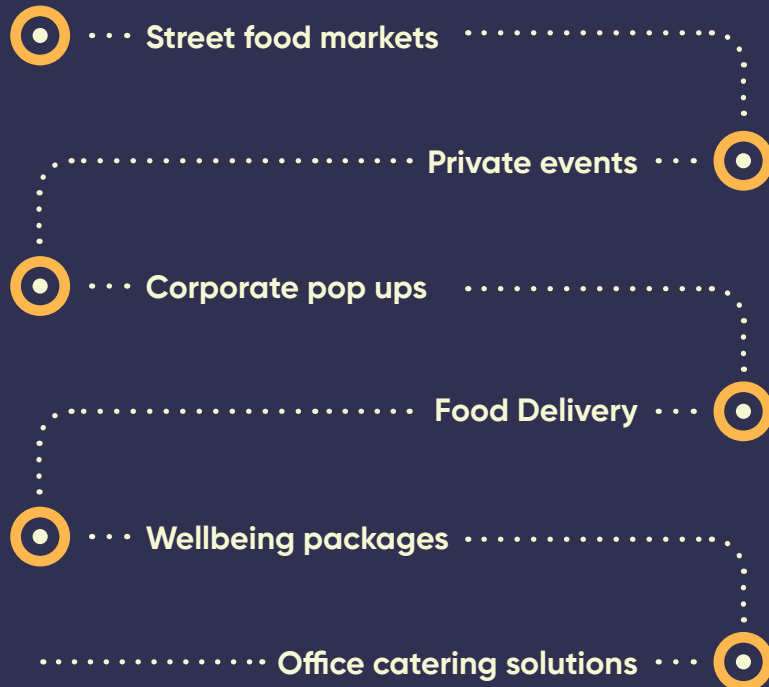 Street food markets
Private events
Corporate pop ups
Food Delivery
Wellbeing packages
Office catering solutions